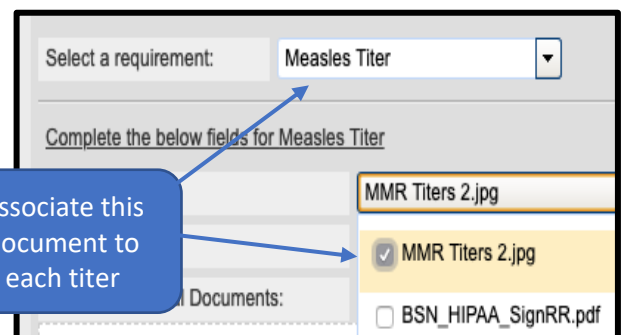 Select a requirement: Measles Titer
Complete the below fields for Measles Titer
MMR Titers 2.jpg
ssociate this
ocument to
each titer
MMR Titers 2.jpg
Documents:
BSN_HIPAA_SignRR.pdf